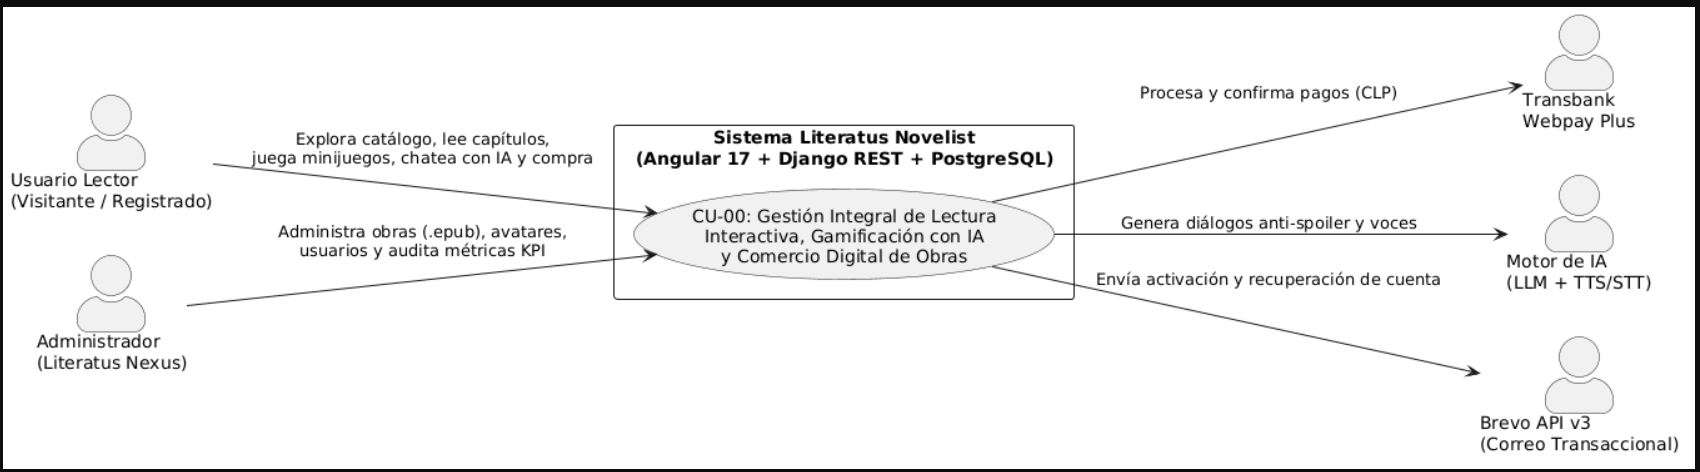 Usuario Lector
(Visitante / Registrado)
Administrador
(Literatus Nexus)
Explora catálogo, lee capítulos,
juega minijuegos, chatea con IA y compra
Administra obras (.epub), avatares,
usuarios y audita métricas KPI
Sistema Literatus Novelist
(Angular 17 + Django REST + PostgreSQL)
CU-00: Gestión Integral de Lectura
Interactiva, Gamificación con IA
y Comercio Digital de Obras
Procesa y confirma pagos (CLP)
Genera diálogos anti-spoiler y voces
Envía activación y recuperación de cuenta
Transbank
Webpay Plus
Motor de IA
(LLM + TTS/STT)
Brevo API v3
(Correo Transaccional)